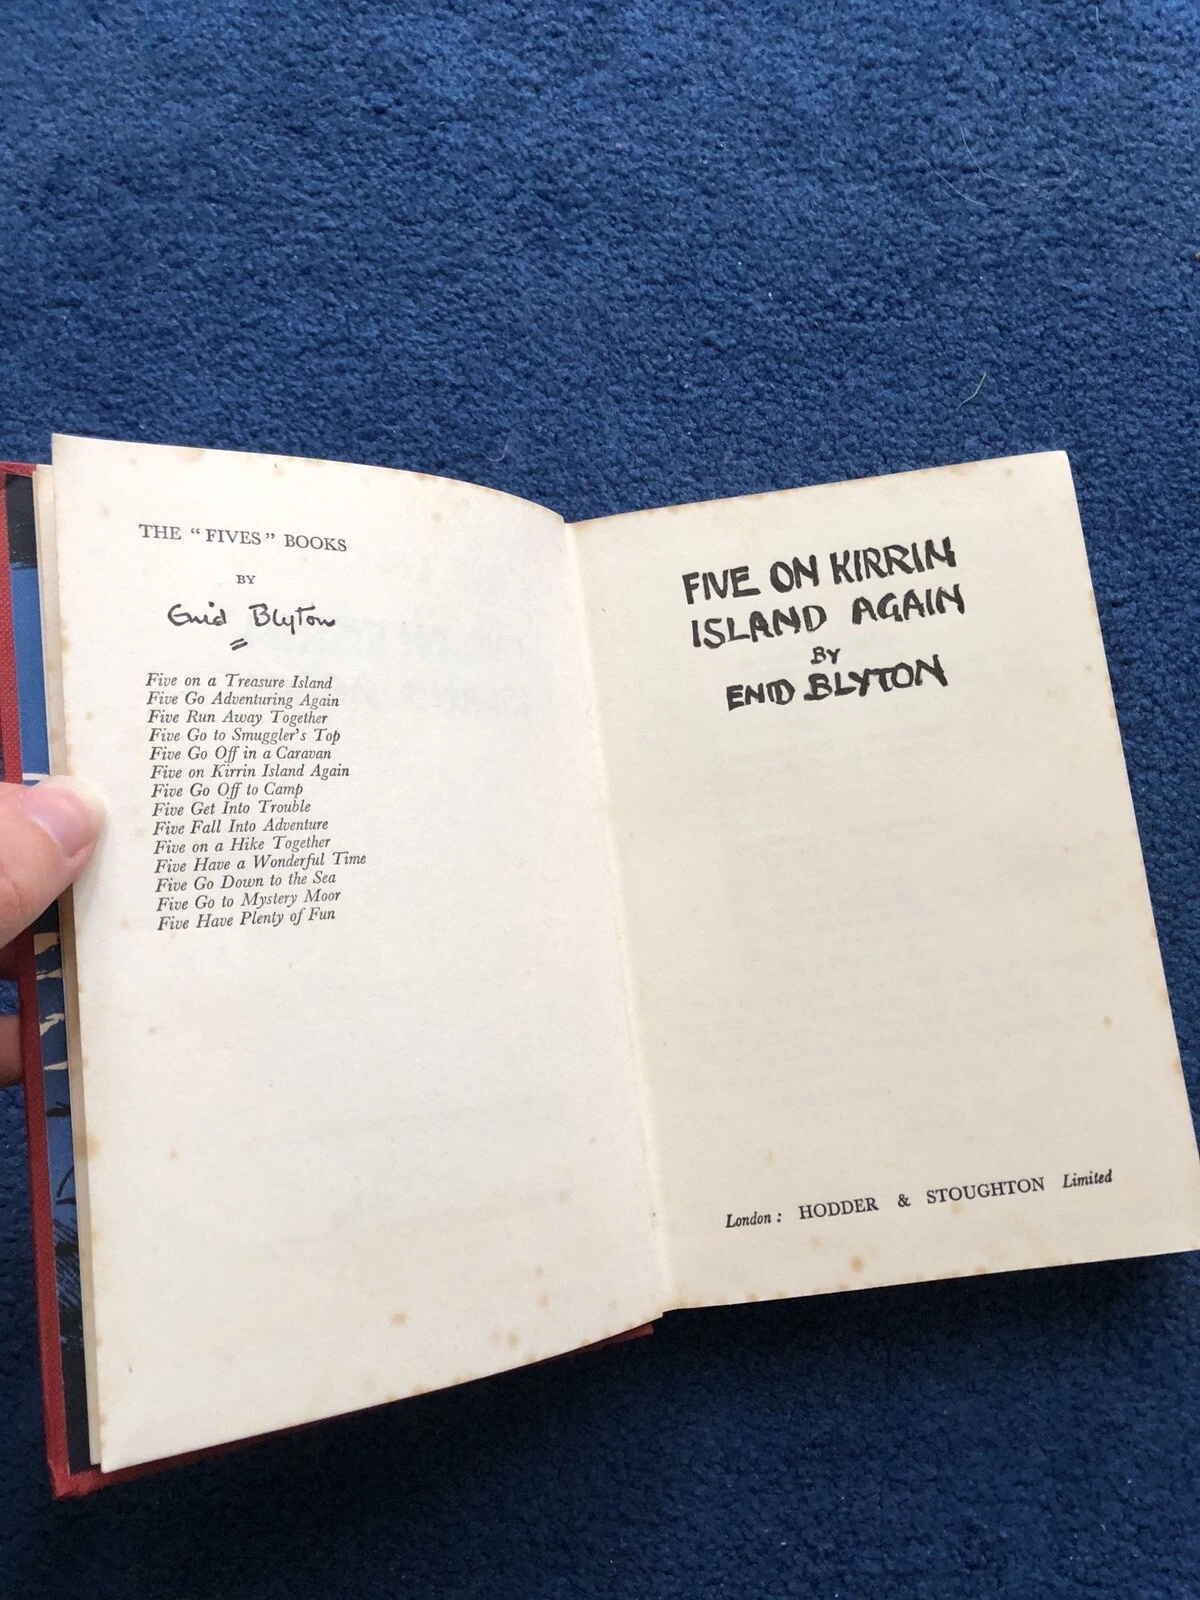 THE "FIVES" BOOKS
BY
Enid Blyton
Five on a Treasure Island
Five Go Adventuring Again
Five Run Away Together
Five Go to Smuggler's Top
Five Go Off in a Caravan
Five on Kirrin Island Again
Five Go Off to Camp
Five Get Into Trouble
Five Fall Into Adventure
Five on a Hike Together
Five Have a Wonderful Time
Five Go Down to the Sea
Five Go to Mystery Moor
Five Have Plenty of Fun
FIVE ON KIRRIN
ISLAND AGAIN
BY
ENID BLYTON
London: HODDER & STOUGHTON Limited